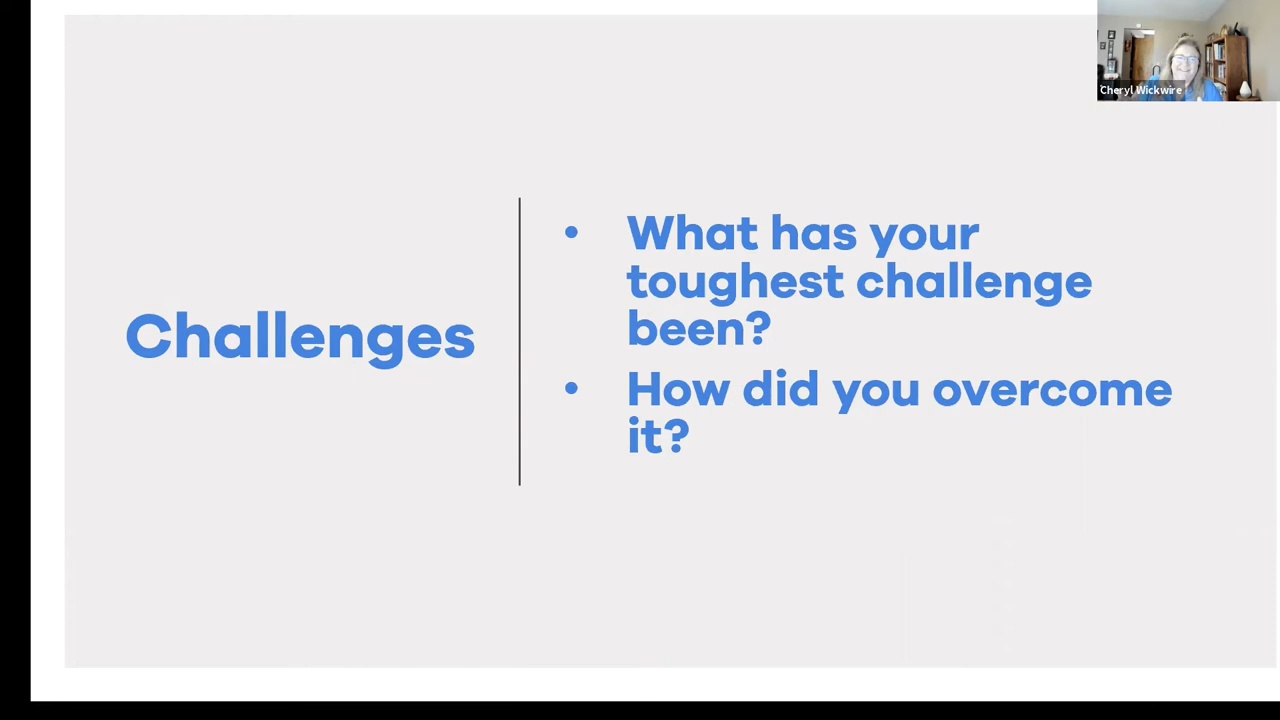 Cheryl Wickwire
Challenges
• What has your
toughest challenge
been?
• How did you overcome
it?